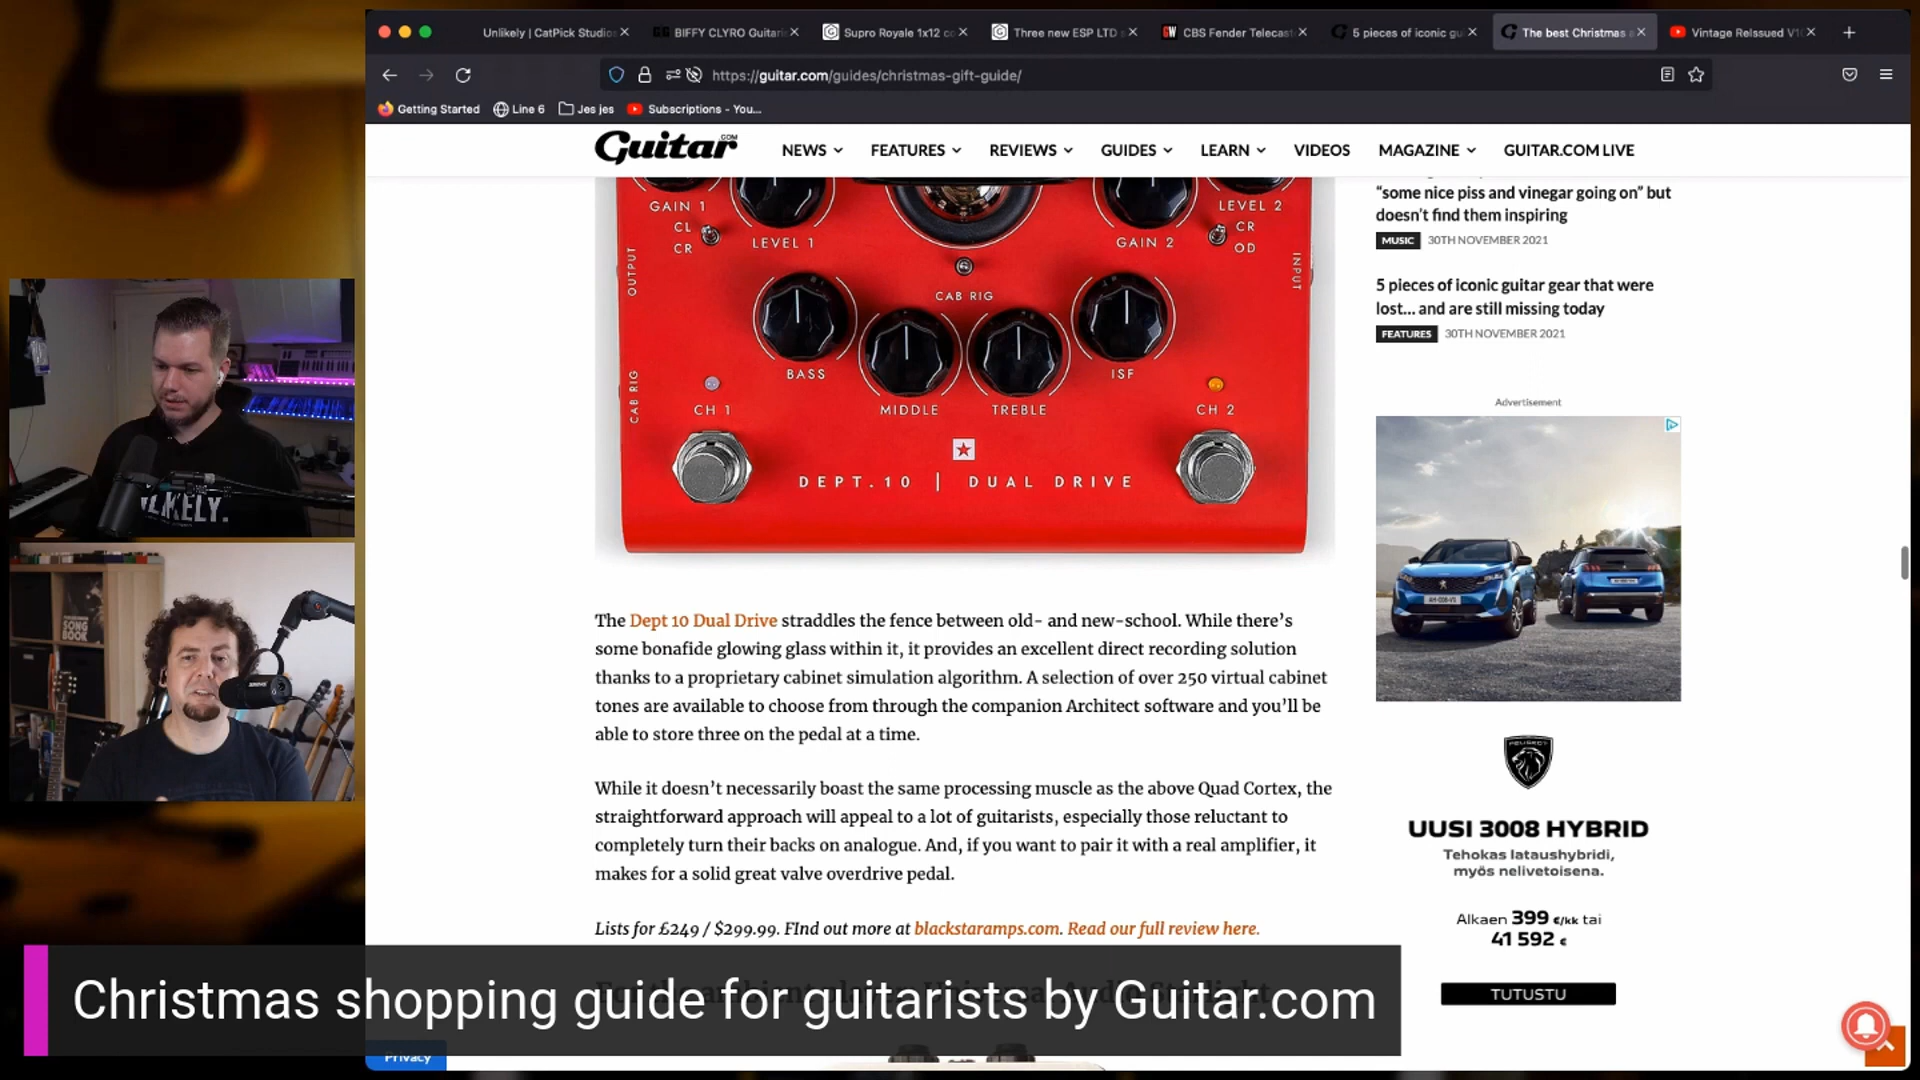 Unlikely | CatPick Studio
BIFFY CLYRO Guitari
Supro Royale 1x12 co
Three new ESP LTD s
CBS Fender Telecast
5 pieces of iconic gu
The best Christmas
Vintage ReIssued V1
https://guitar.com/guides/christmas-gift-guide/
Getting Started
Line 6
Jes jes
Subscriptions - You...
Guitar.COM
NEWS
FEATURES
REVIEWS
GUIDES
LEARN
VIDEOS
MAGAZINE
GUITAR.COM LIVE
GAIN 1
LEVEL 2
CL
CR
CR
OD
LEVEL 1
GAIN 2
OUTPUT
INPUT
CAB RIG
BASS
ISF
CAB RIG
MIDDLE
TREBLE
CH 1
CH 2
DEPT.10 | DUAL DRIVE
“some nice piss and vinegar going on” but
doesn’t find them inspiring
MUSIC 30TH NOVEMBER 2021
5 pieces of iconic guitar gear that were
lost... and are still missing today
FEATURES 30TH NOVEMBER 2021
Advertisement
PEUGEOT
UUSI 3008 HYBRID
Tehokas lataushybridi,
myös nelivetoisena.
Alkaen 399 €/kk tai
41 592 €
TUTUSTU
The Dept 10 Dual Drive straddles the fence between old- and new-school. While there’s
some bonafide glowing glass within it, it provides an excellent direct recording solution
thanks to a proprietary cabinet simulation algorithm. A selection of over 250 virtual cabinet
tones are available to choose from through the companion Architect software and you’ll be
able to store three on the pedal at a time.
While it doesn’t necessarily boast the same processing muscle as the above Quad Cortex, the
straightforward approach will appeal to a lot of guitarists, especially those reluctant to
completely turn their backs on analogue. And, if you want to pair it with a real amplifier, it
makes for a solid great valve overdrive pedal.
Lists for £249 / $299.99. FInd out more at blackstaramps.com. Read our full review here.
Christmas shopping guide for guitarists by Guitar.com
Privacy
SONG
BOOK
SHURE